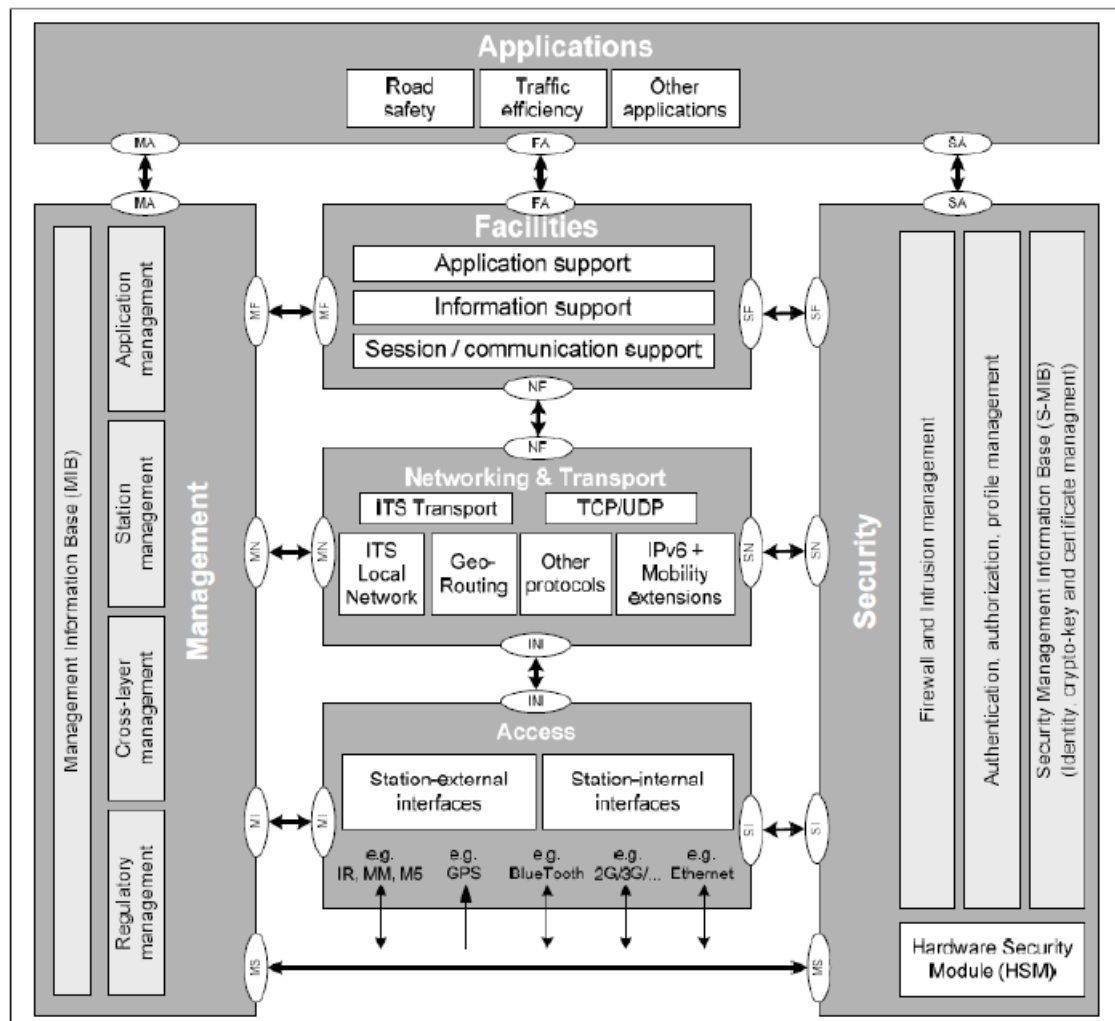 Applications
Road
safety
Traffic
efficiency
Other
applications
MA
FA
SA
MA
FA
SA
Management Information Base (MIB)
Application
management
Station
management
Cross-layer
management
Regulatory
management
Management
MF
MF
MN
MN
MI
MI
MS
Facilities
Application support
Information support
Session / communication support
NF
NF
Networking & Transport
ITS Transport
TCP/UDP
ITS
Local
Network
Geo-
Routing
Other
protocols
IPv6 +
Mobility
extensions
INI
INI
Access
Station-external
interfaces
Station-internal
interfaces
e.g.
IR, MM, M5
e.g.
GPS
e.g.
BlueTooth
e.g.
2G/3G/...
e.g.
Ethernet
SF
SF
SN
SN
SI
SI
MS
Security
Firewall and Intrusion management
Authentication, authorization, profile management
Security Management Information Base (S-MIB)
(Identity, crypto-key and certificate managment)
Hardware Security
Module (HSM)